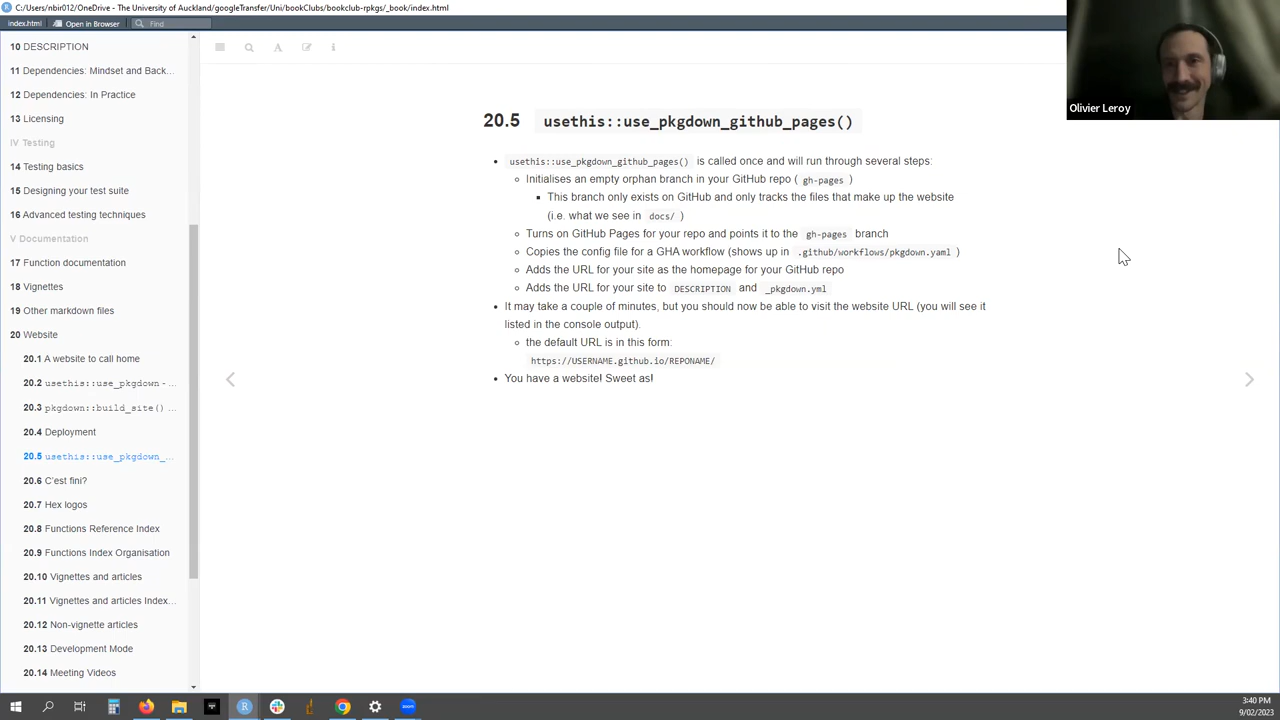 C:/Users/nbir012/OneDrive - The University of Auckland/googleTransfer/Uni/bookClubs/bookclub-rpkgs/_book/index.html
index.html
Open in Browser
Find
10 DESCRIPTION
11 Dependencies: Mindset and Back…
12 Dependencies: In Practice
13 Licensing
IV Testing
14 Testing basics
15 Designing your test suite
16 Advanced testing techniques
V Documentation
17 Function documentation
18 Vignettes
19 Other markdown files
20 Website
20.1 A website to call home
20.2 usethis::use_pkgdown - …
20.3 pkgdown::build_site() …
20.4 Deployment
20.5 usethis::use_pkgdown_…
20.6 C'est fini?
20.7 Hex logos
20.8 Functions Reference Index
20.9 Functions Index Organisation
20.10 Vignettes and articles
20.11 Vignettes and articles Index…
20.12 Non-vignette articles
20.13 Development Mode
20.14 Meeting Videos
20.5 usethis::use_pkgdown_github_pages()
usethis::use_pkgdown_github_pages() is called once and will run through several steps:
Initialises an empty orphan branch in your GitHub repo ( gh-pages )
This branch only exists on GitHub and only tracks the files that make up the website
(i.e. what we see in docs/ )
Turns on GitHub Pages for your repo and points it to the gh-pages branch
Copies the config file for a GHA workflow (shows up in .github/workflows/pkgdown.yaml )
Adds the URL for your site as the homepage for your GitHub repo
Adds the URL for your site to DESCRIPTION and _pkgdown.yml
It may take a couple of minutes, but you should now be able to visit the website URL (you will see it
listed in the console output).
the default URL is in this form:
https://USERNAME.github.io/REPONAME/
You have a website! Sweet as!
Olivier Leroy
3:40 PM
9/02/2023